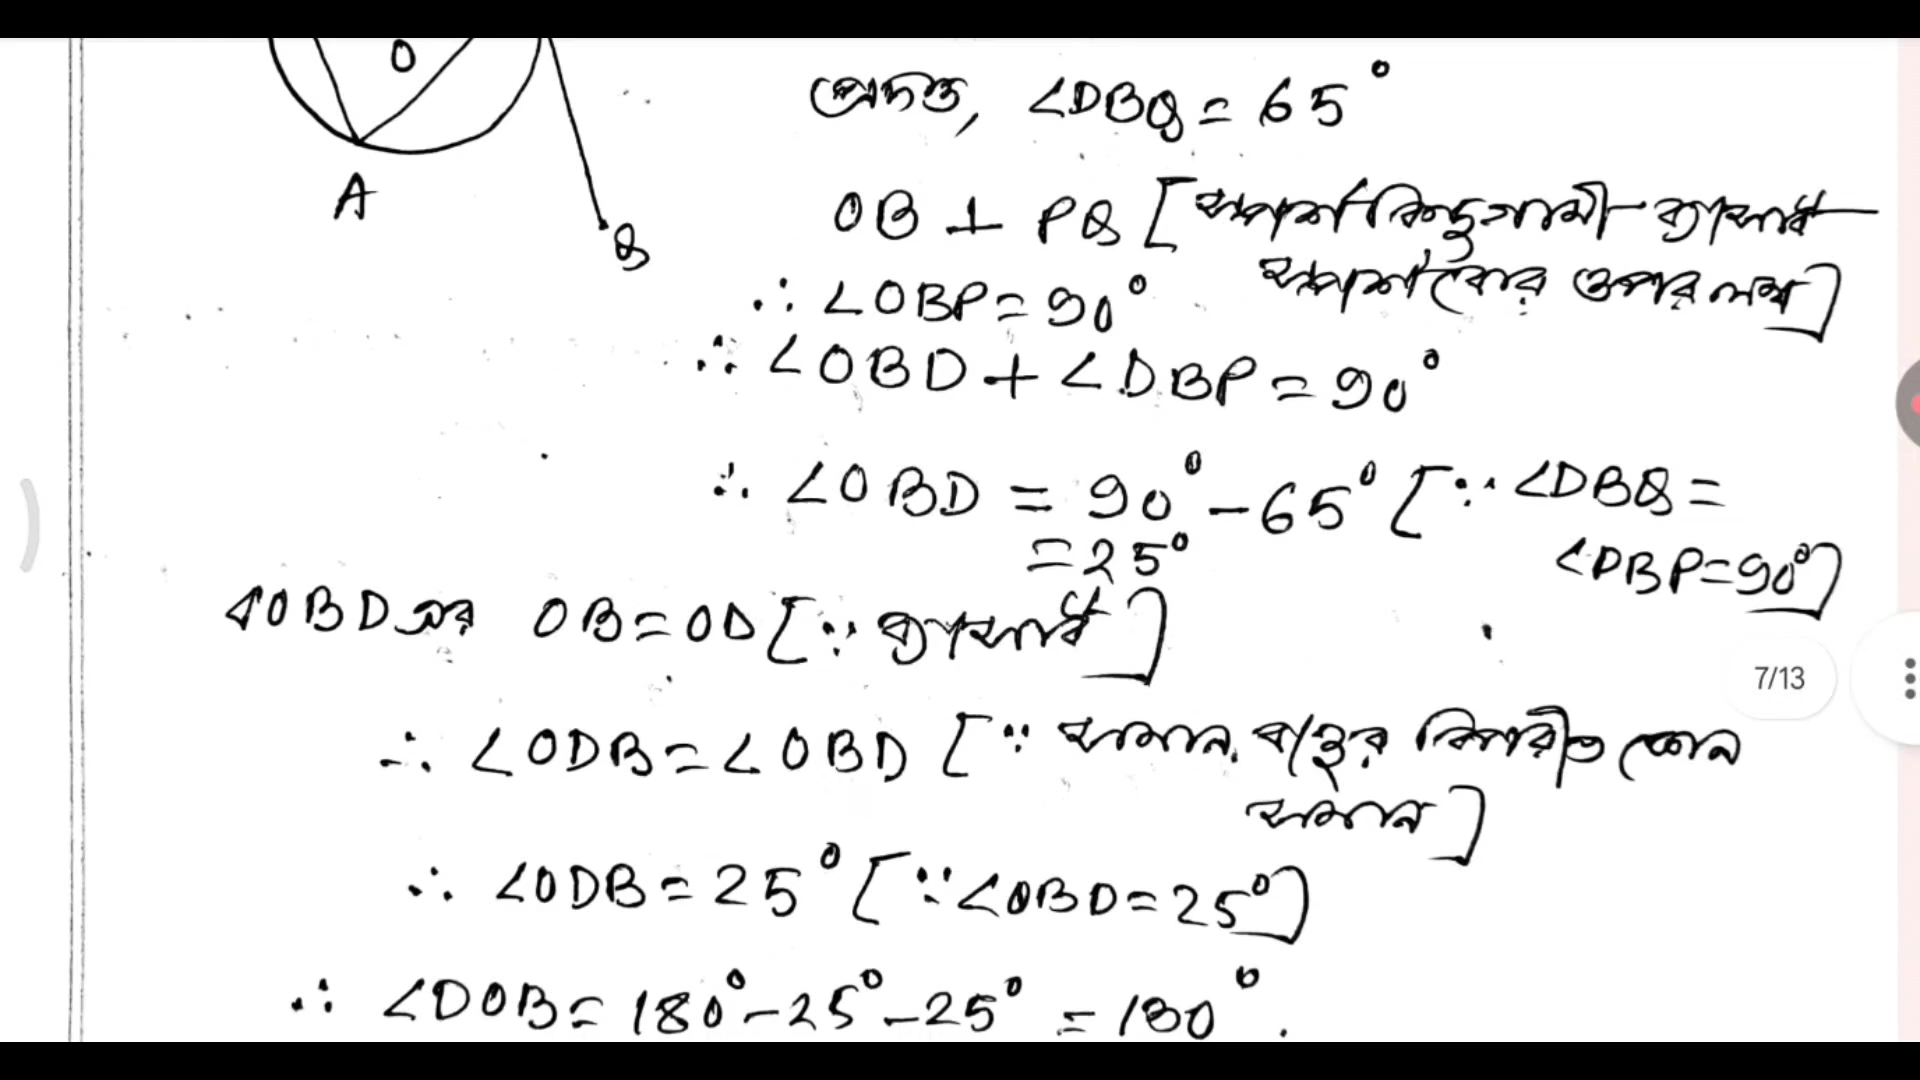 O
প্রদত্ত, ∠DBQ = 65°
A
OB ⊥ PQ [স্পর্শবিন্দুগামী ব্যাসার্ধ
Q
স্পর্শকের ওপর লম্ব]
∴ ∠OBP = 90°
∴ ∠OBD + ∠DBP = 90°
∴ ∠OBD = 90° - 65° [∵ ∠DBQ =
= 25°
∠DBP = 90°]
∆OBD এর OB = OD [∵ ব্যাসার্ধ]
7/13
∴ ∠ODB = ∠OBD [∵ সমান বাহুর বিপরীত কোন
সমান]
∴ ∠ODB = 25° [∵ ∠OBD = 25°]
∴ ∠DOB = 180° - 25° - 25° = 130°.